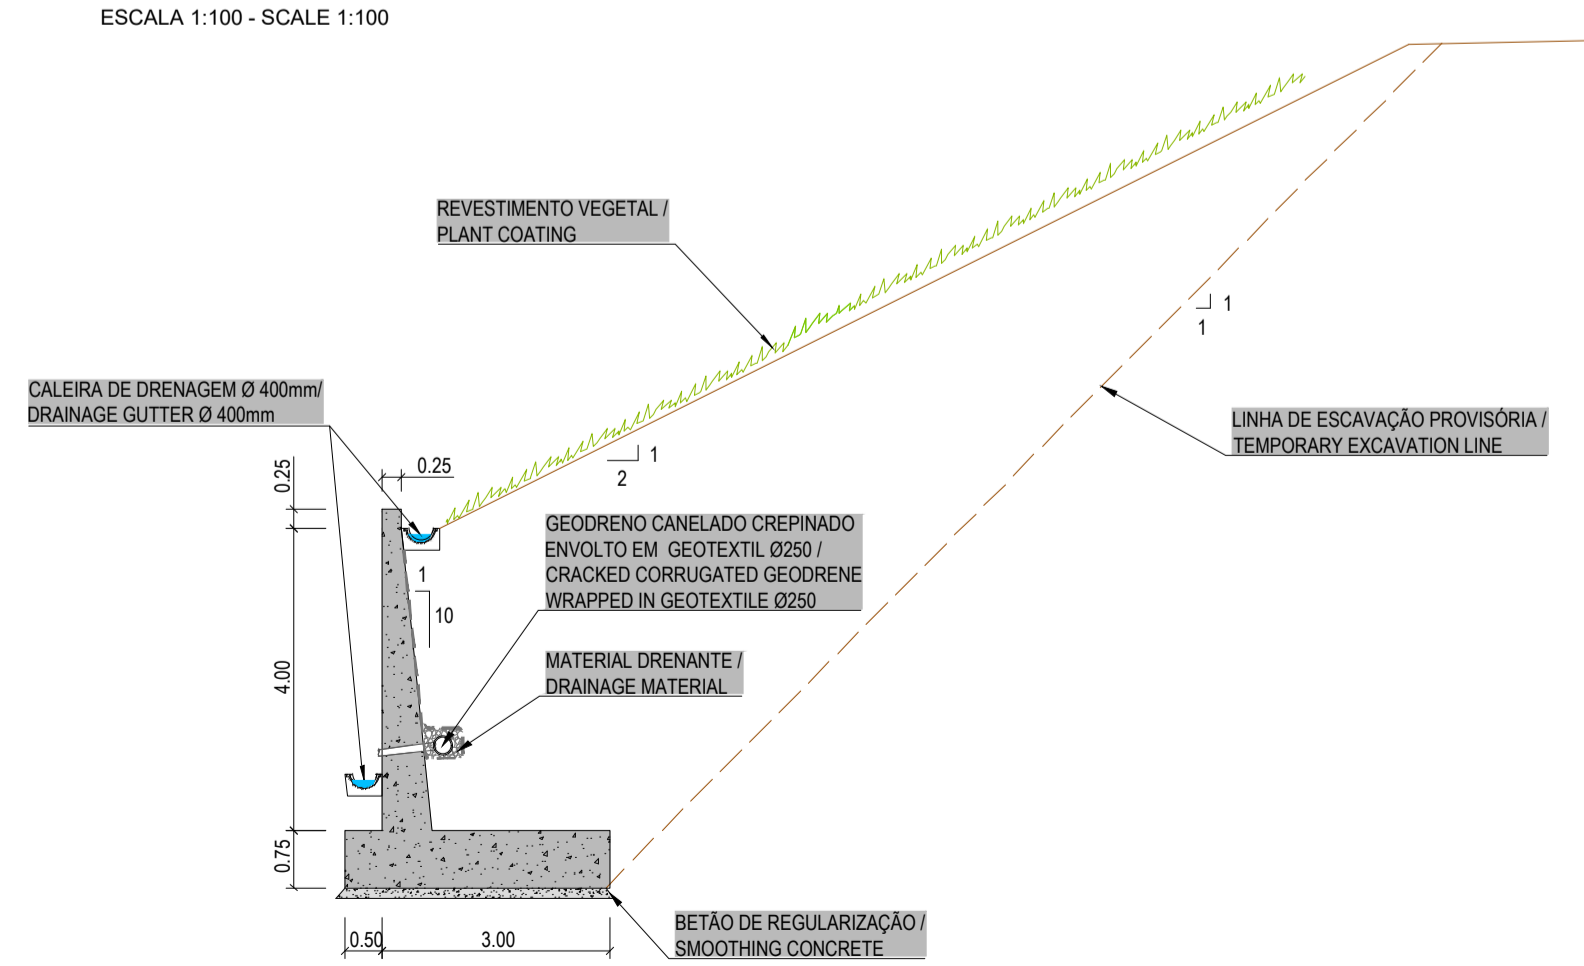 ESCALA 1:100 - SCALE 1:100
REVESTIMENTO VEGETAL /
PLANT COATING
1
1
CALEIRA DE DRENAGEM Ø 400mm/
DRAINAGE GUTTER Ø 400mm
LINHA DE ESCAVAÇÃO PROVISÓRIA /
TEMPORARY EXCAVATION LINE
1
2
0.25
0.25
GEODRENO CANELADO CREPINADO
ENVOLTO EM GEOTEXTIL Ø250 /
CRACKED CORRUGATED GEODRENE
WRAPPED IN GEOTEXTILE Ø250
1
10
MATERIAL DRENANTE /
DRAINAGE MATERIAL
4.00
0.75
BETÃO DE REGULARIZAÇÃO /
SMOOTHING CONCRETE
0.50
3.00